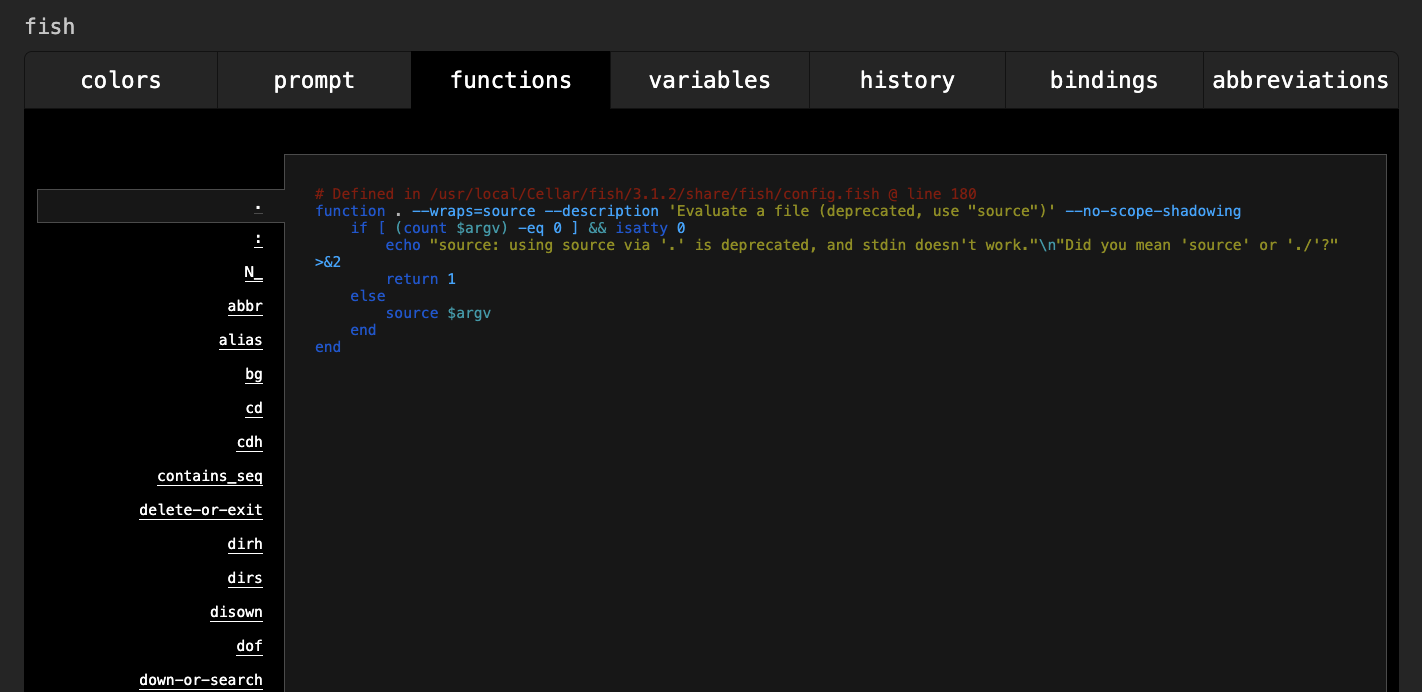 fish
colors prompt functions variables history bindings abbreviations
.
:
N_
abbr
alias
bg
cd
cdh
contains_seq
delete-or-exit
dirh
dirs
disown
dof
down-or-search
# Defined in /usr/local/Cellar/fish/3.1.2/share/fish/config.fish @ line 180
function . --wraps=source --description 'Evaluate a file (deprecated, use "source")' --no-scope-shadowing
    if [ (count $argv) -eq 0 ] && isatty 0
        echo "source: using source via '.' is deprecated, and stdin doesn't work."\n"Did you mean 'source' or './'?"
>&2
        return 1
    else
        source $argv
    end
end